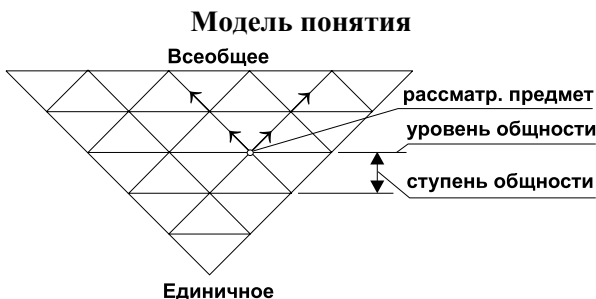 Модель понятия
Всеобщее
рассматр. предмет
уровень общности
ступень общности
Единичное